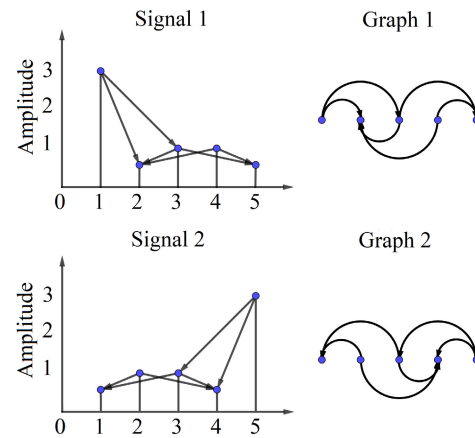 Signal 1
Graph 1
Amplitude
3
2
1
0 1 2 3 4 5
Signal 2
Graph 2
Amplitude
3
2
1
0 1 2 3 4 5